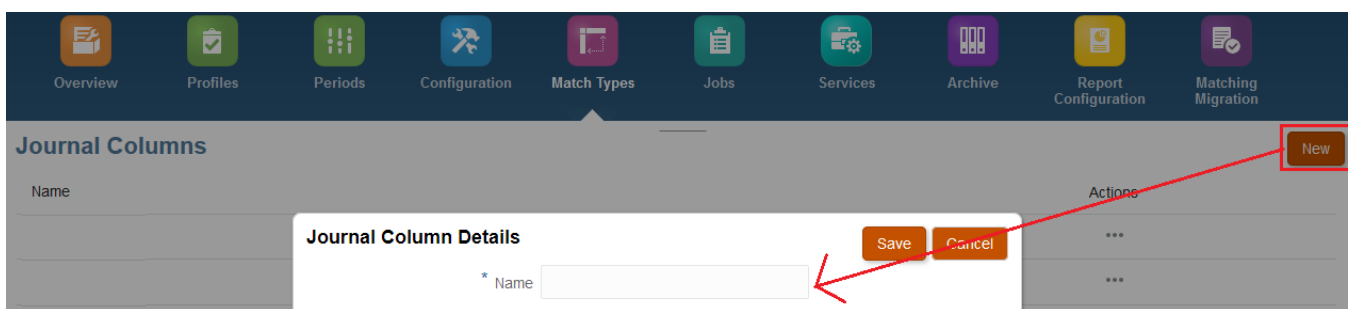 Overview
Profiles
Periods
Configuration
Match Types
Jobs
Services
Archive
Report
Configuration
Matching
Migration
Journal Columns
New
Name
Actions
Journal Column Details
Save
Cancel
* Name